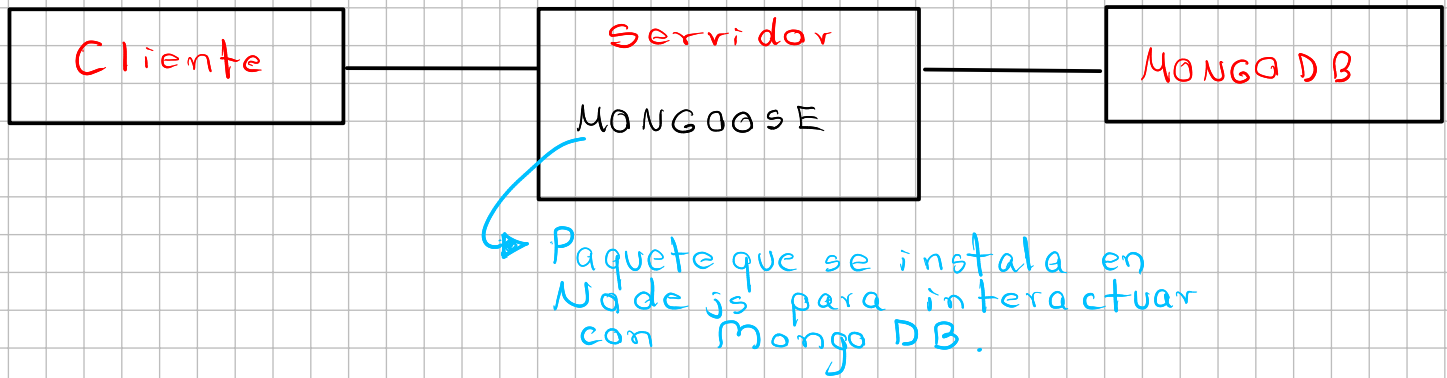 Cliente
Servidor
MONGO DB
MONGOOSE
Paquete que se instala en
Node js para interactuar
con Mongo DB.